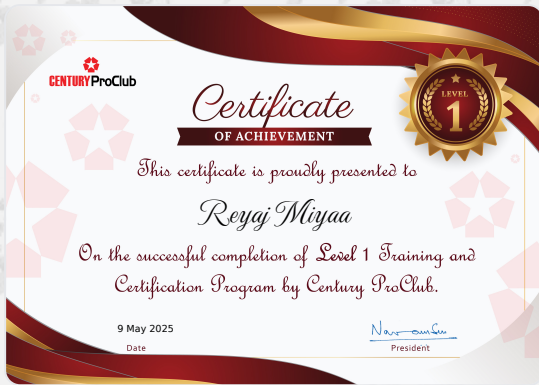 CENTURY ProClub
Certificate
OF ACHIEVEMENT
LEVEL
1
This certificate is proudly presented to
Reyaj Miyaa
On the successful completion of Level 1 Training and
Certification Program by Century ProClub.
9 May 2025
Date
President